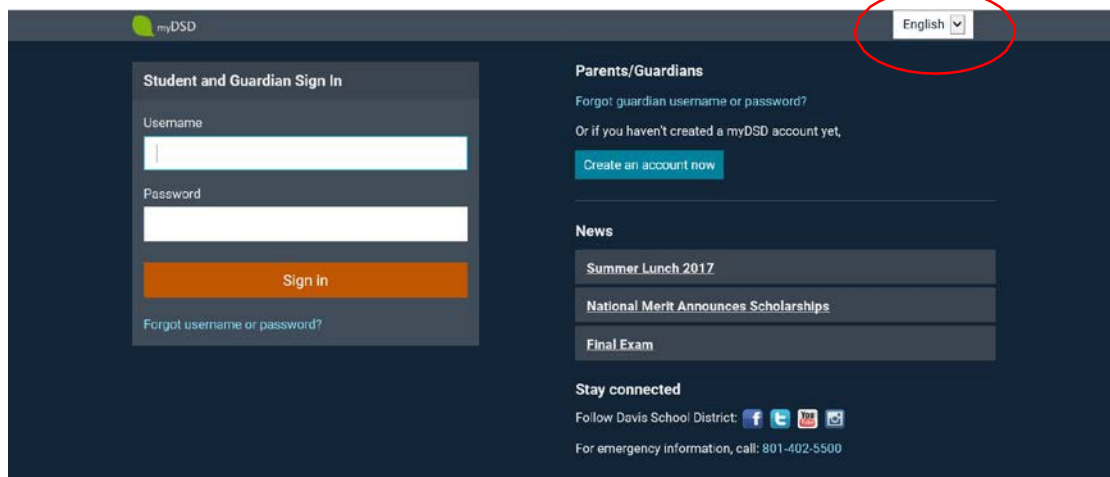 myDSD
English
Student and Guardian Sign In
Username
Password
Sign in
Forgot username or password?
Parents/Guardians
Forgot guardian username or password?
Or if you haven't created a myDSD account yet,
Create an account now
News
Summer Lunch 2017
National Merit Announces Scholarships
Final Exam
Stay connected
Follow Davis School District:
For emergency information, call: 801-402-5500